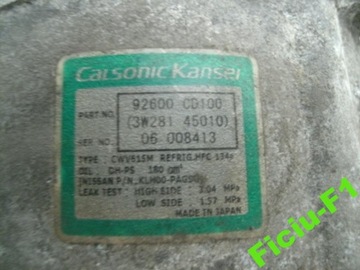 Calsonic Kansei
PART NO. 92600 CD100
(3W281 45010)
SER NO. 06 008413
TYPE : CWV615M REFRIG.HFC 134a
OIL : DH-PS 180 cm³
(NISSAN P/N KLH00-PAGS0)
LEAK TEST : HIGH SIDE : 3.04 MPa
LOW SIDE : 1.57 MPa
MADE IN JAPAN
Ficiu-F1